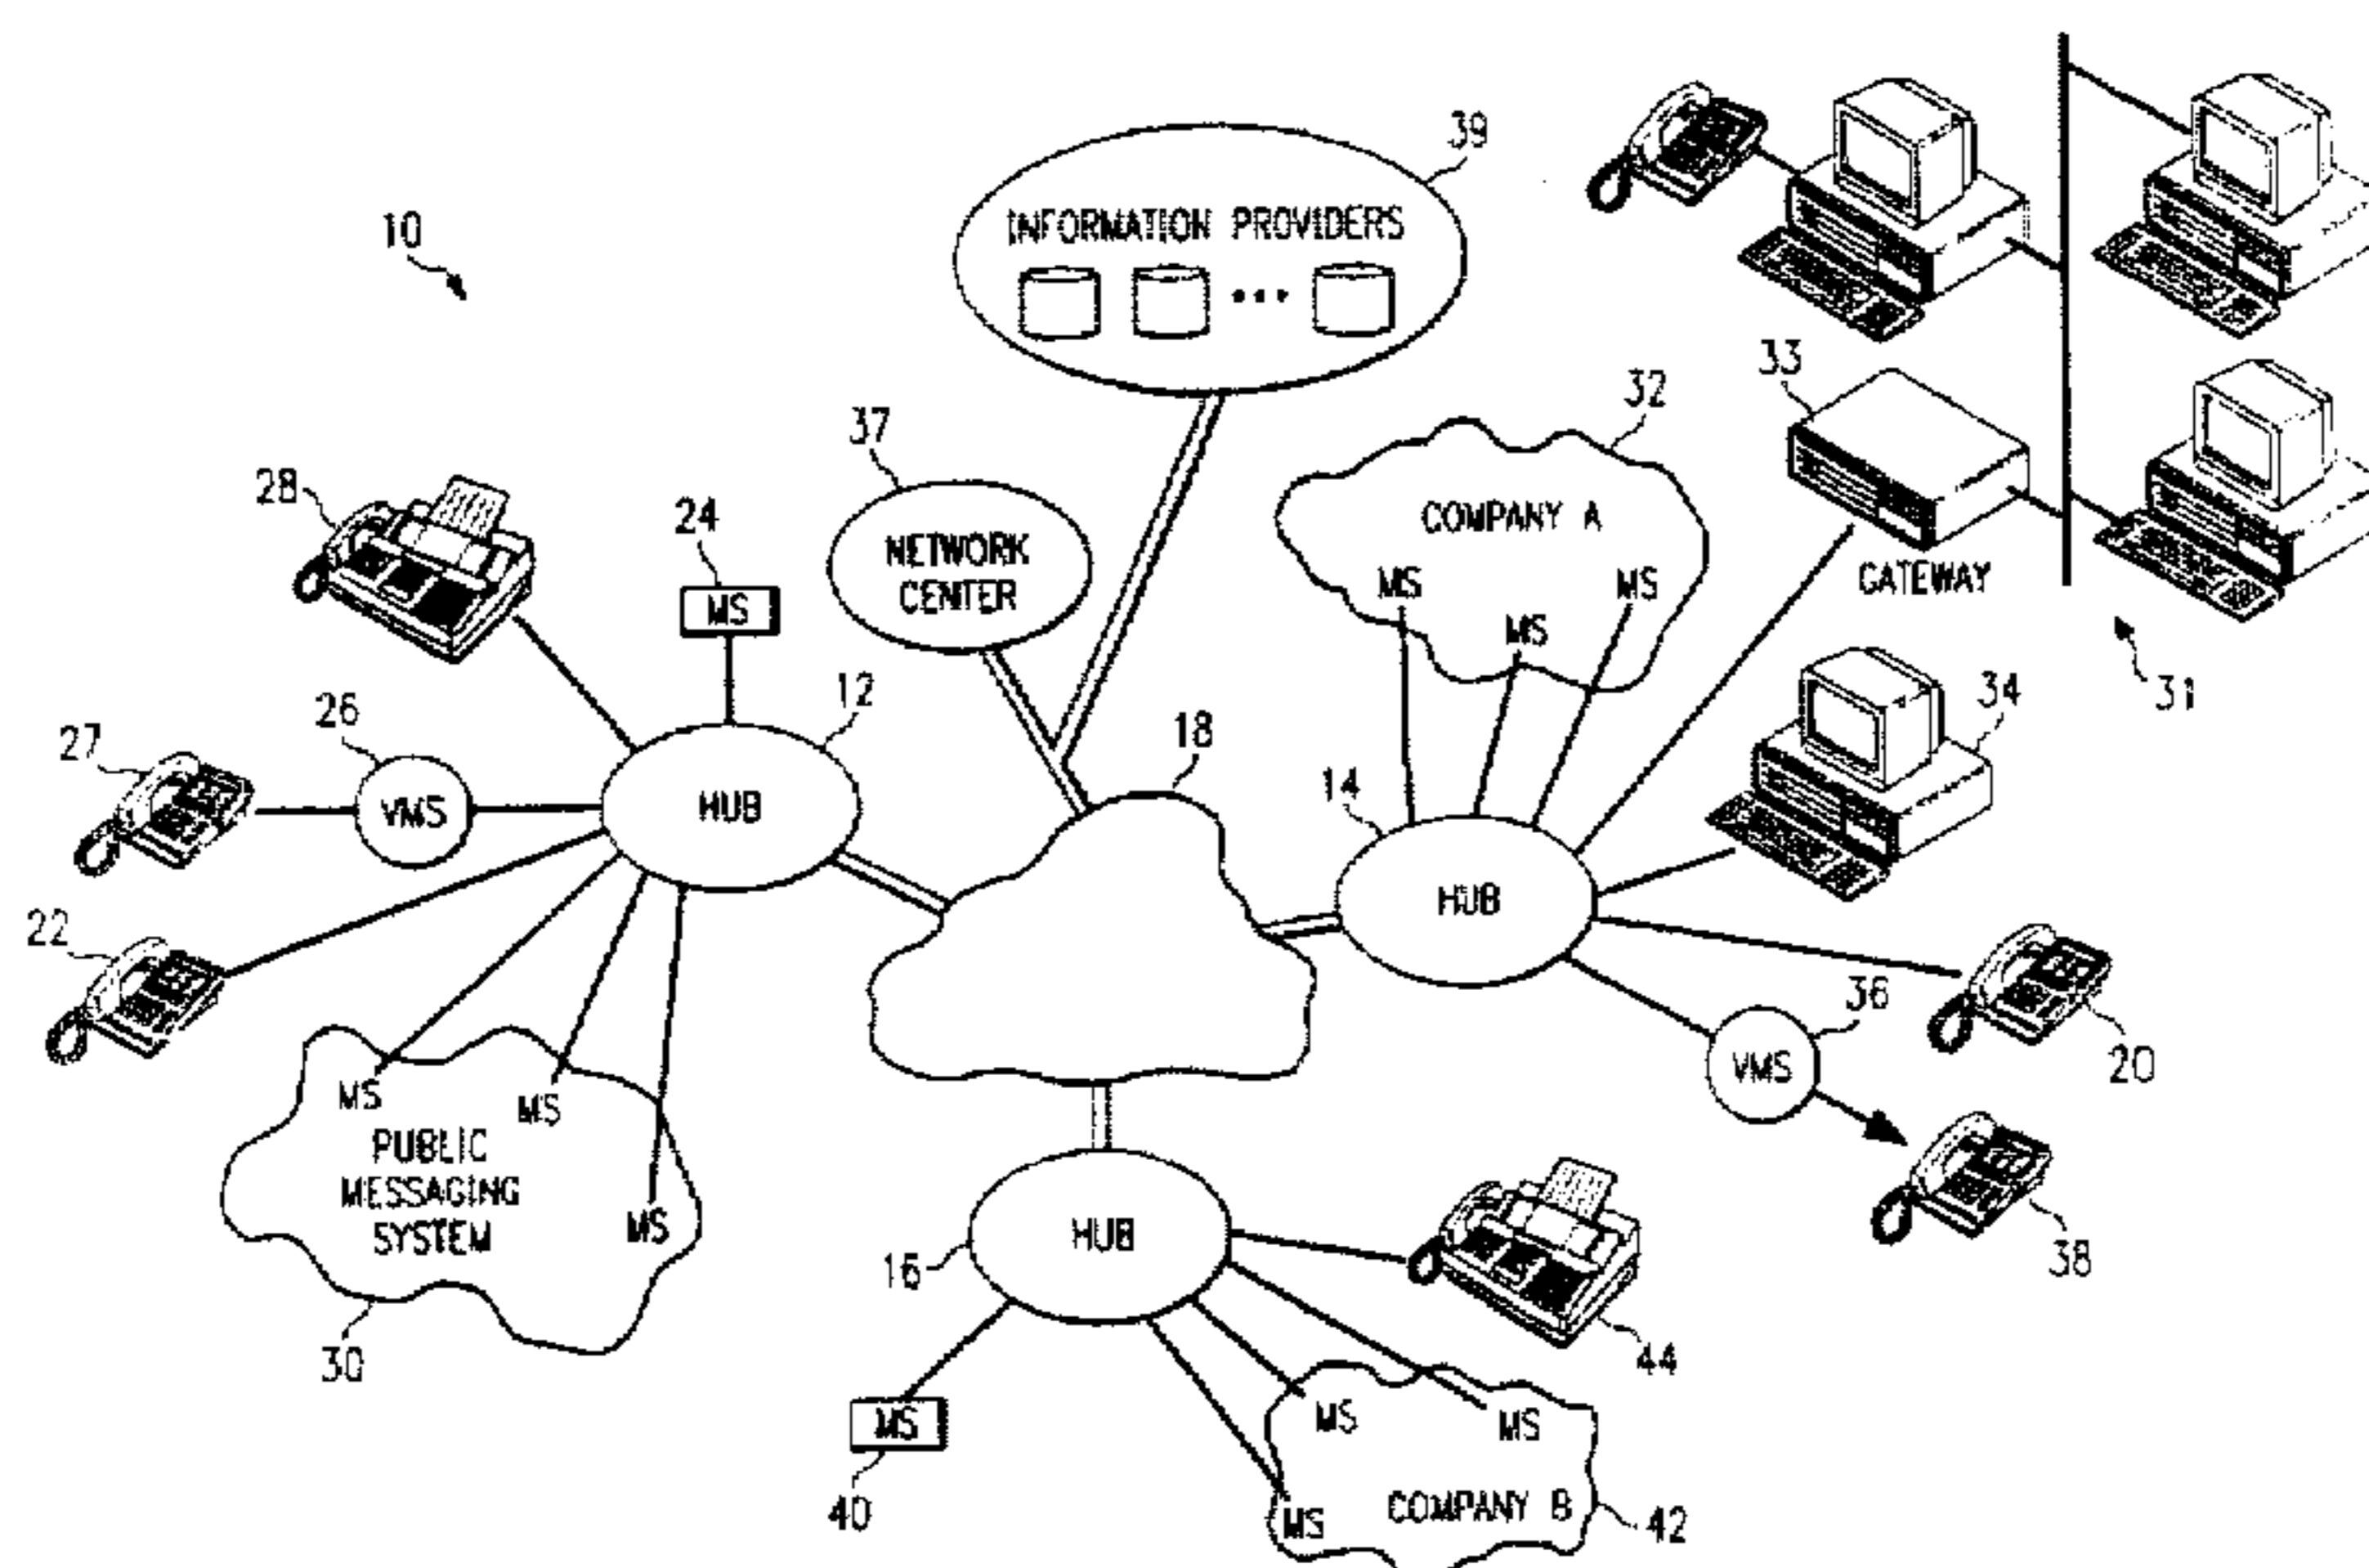 39
10
INFORMATION PROVIDERS
33
32
37
28
24
COMPANY A
NETWORK
CENTER
MS
MS
MS
MS
GATEWAY
31
34
26
12
18
27
14
VMS
HUB
HUB
22
36
20
VMS
MS
MS
PUBLIC
MESSAGING
SYSTEM
MS
HUB
38
16
30
44
MS
MS
MS
40
COMPANY B
MS
42